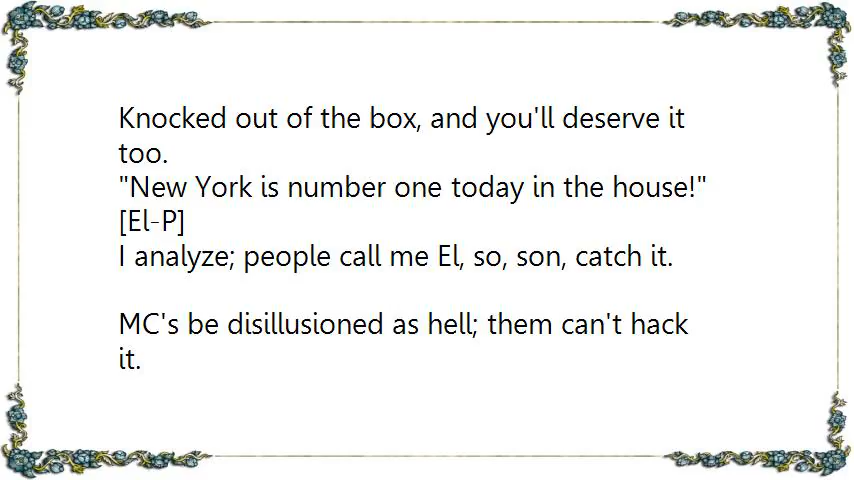 Knocked out of the box, and you'll deserve it
too.
"New York is number one today in the house!"
[El-P]
I analyze; people call me El, so, son, catch it.
MC's be disillusioned as hell; them can't hack
it.